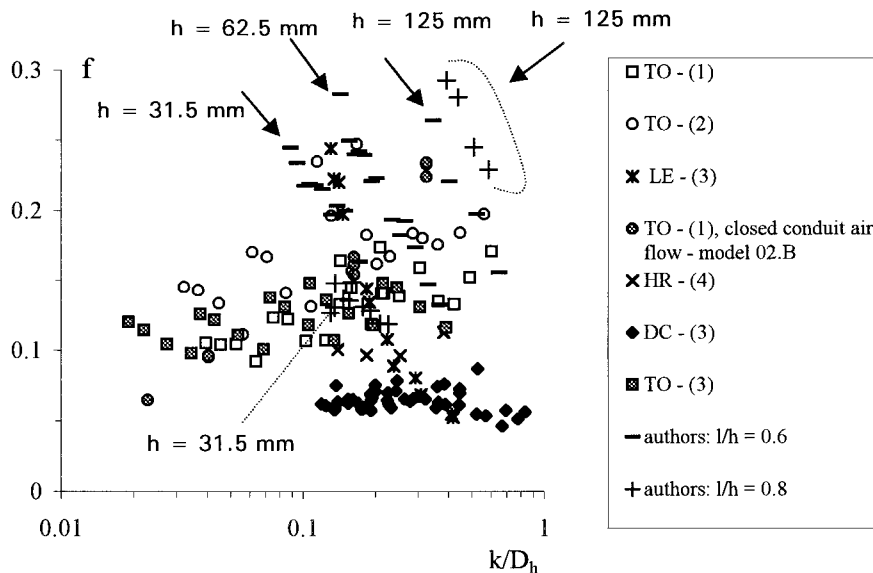 h = 62.5 mm
h = 125 mm
h = 125 mm
h = 31.5 mm
f
0.3
0.2
0.1
0
h = 31.5 mm
0.01
0.1
1
k/Dh
TO - (1)
TO - (2)
LE - (3)
TO - (1), closed conduit air
flow - model 02.B
HR - (4)
DC - (3)
TO - (3)
authors: l/h = 0.6
authors: l/h = 0.8